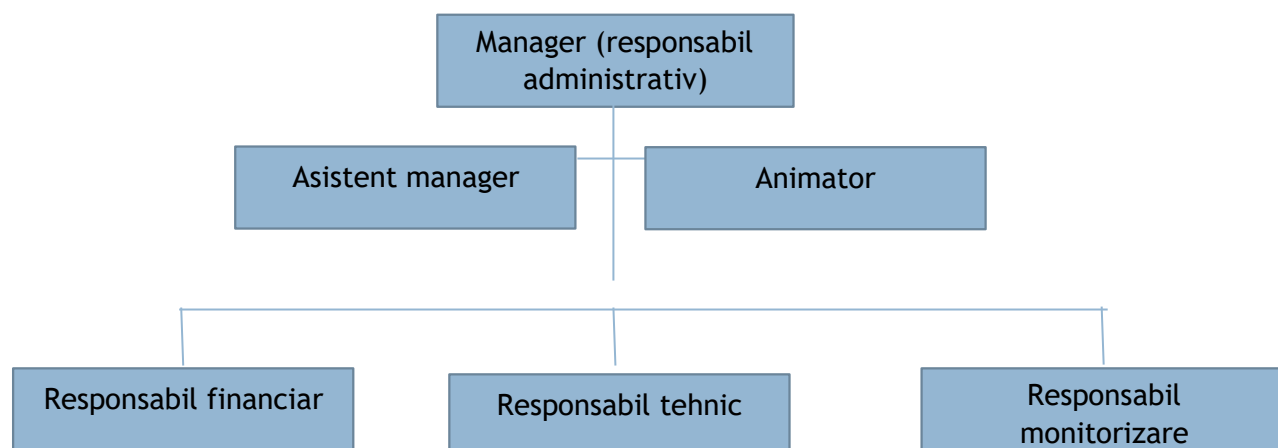 Manager (responsabil
administrativ)
Asistent manager
Animator
Responsabil financiar
Responsabil tehnic
Responsabil
monitorizare